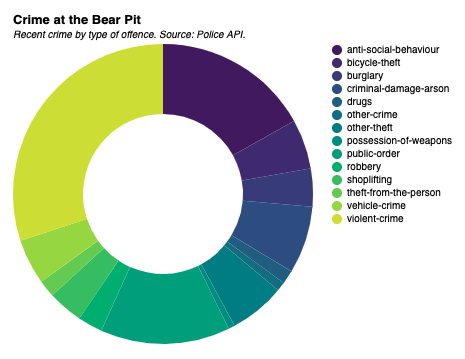 Crime at the Bear Pit
Recent crime by type of offence. Source: Police API.
anti-social-behaviour
bicycle-theft
burglary
criminal-damage-arson
drugs
other-crime
other-theft
possession-of-weapons
public-order
robbery
shoplifting
theft-from-the-person
vehicle-crime
violent-crime